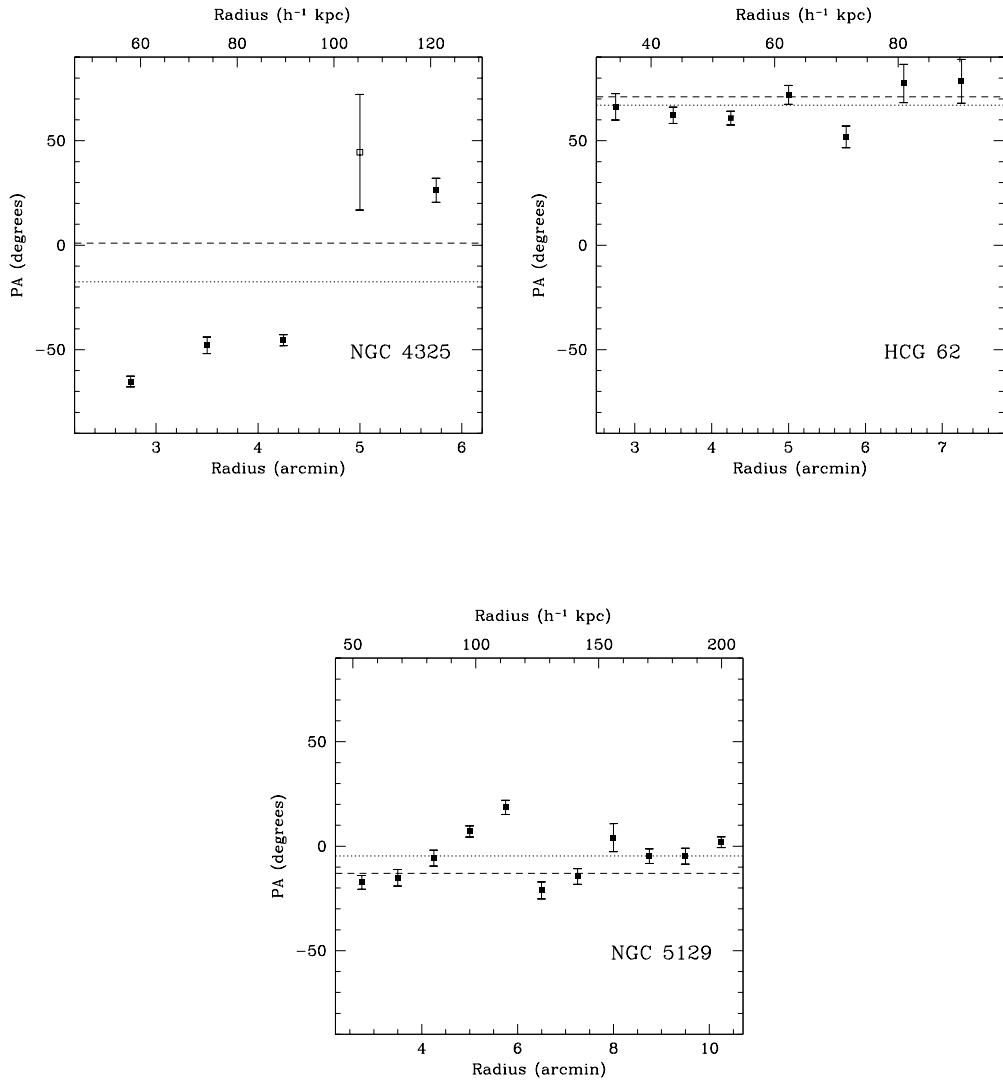 Radius (h⁻¹ kpc)
60 80 100 120
PA (degrees)
50
0
−50
NGC 4325
3 4 5 6
Radius (arcmin)
Radius (h⁻¹ kpc)
40 60 80
PA (degrees)
50
0
−50
HCG 62
3 4 5 6 7
Radius (arcmin)
Radius (h⁻¹ kpc)
50 100 150 200
PA (degrees)
50
0
−50
NGC 5129
4 6 8 10
Radius (arcmin)